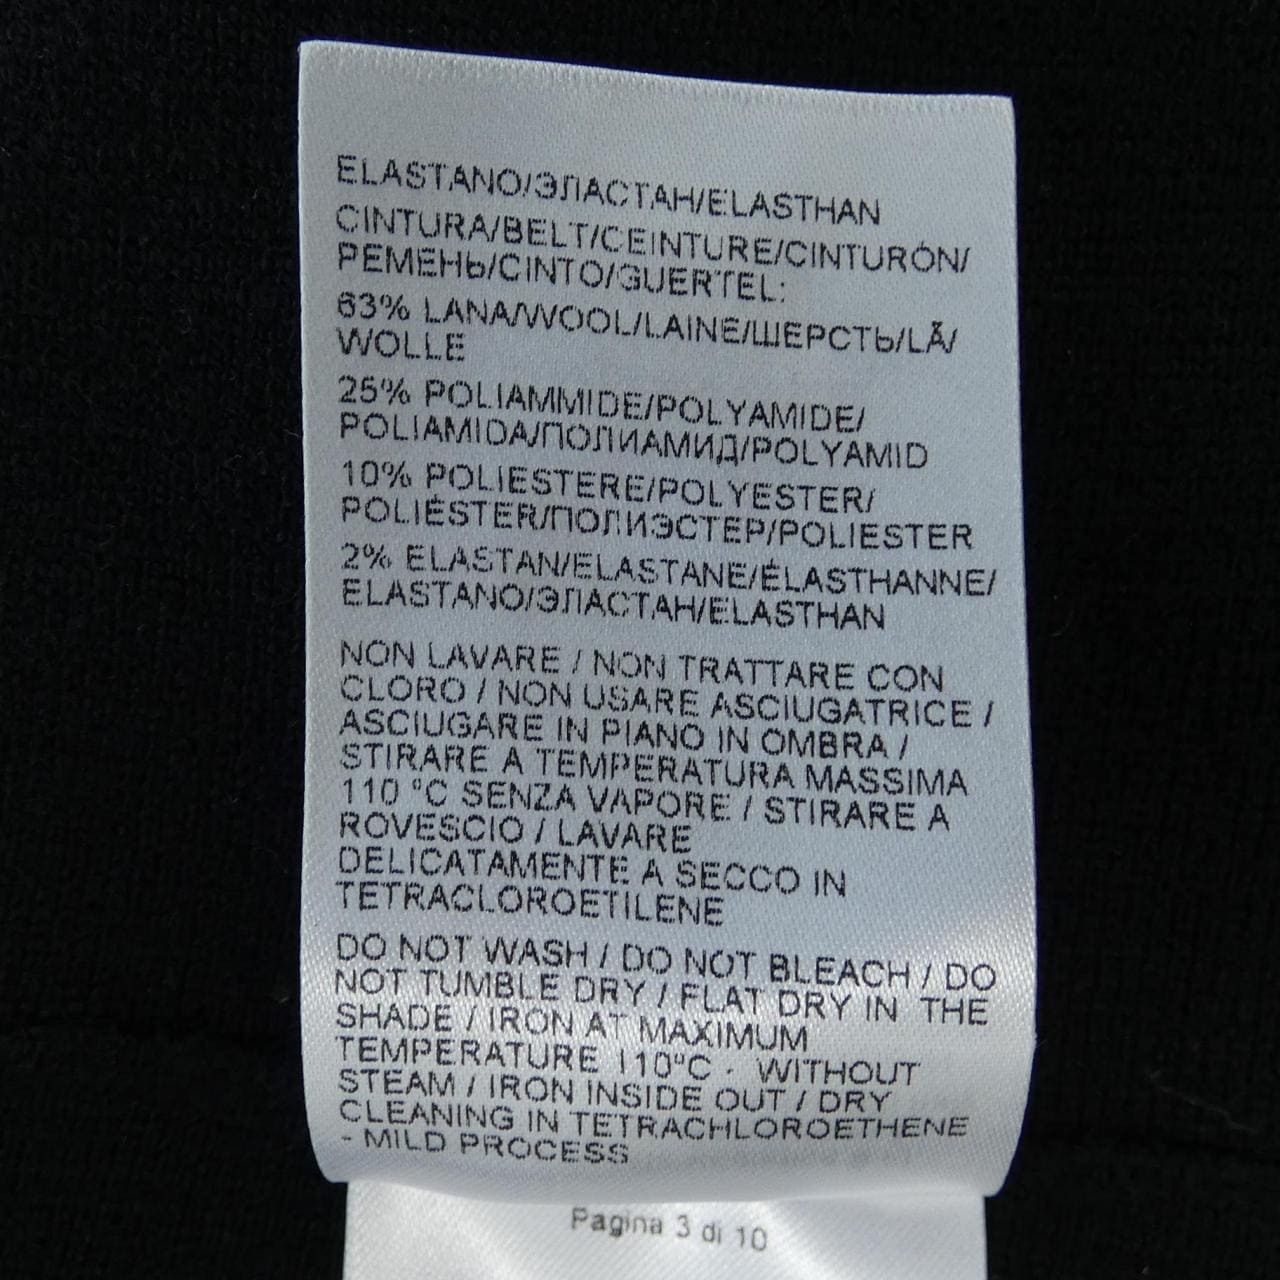 ELASTANO/ЭЛАСТАН/ELASTHAN
CINTURA/BELT/CEINTURE/CINTURÓN/
РЕМЕНЬ/CINTO/GUERTEL:
63% LANA/WOOL/LAINE/ШЕРСТЬ/LÃ/
WOLLE
25% POLIAMMIDE/POLYAMIDE/
POLIAMIDA/ПОЛИАМИД/POLYAMID
10% POLIESTERE/POLYESTER/
POLIÉSTER/ПОЛИЭСТЕР/POLIESTER
2% ELASTAN/ELASTANE/ÉLASTHANNE/
ELASTANO/ЭЛАСТАН/ELASTHAN
NON LAVARE / NON TRATTARE CON
CLORO / NON USARE ASCIUGATRICE /
ASCIUGARE IN PIANO IN OMBRA /
STIRARE A TEMPERATURA MASSIMA
110 °C SENZA VAPORE / STIRARE A
ROVESCIO / LAVARE
DELICATAMENTE A SECCO IN
TETRACLOROETILENE
DO NOT WASH / DO NOT BLEACH / DO
NOT TUMBLE DRY / FLAT DRY IN THE
SHADE / IRON AT MAXIMUM
TEMPERATURE 110°C - WITHOUT
STEAM / IRON INSIDE OUT / DRY
CLEANING IN TETRACHLOROETHENE
- MILD PROCESS
Pagina 3 di 10